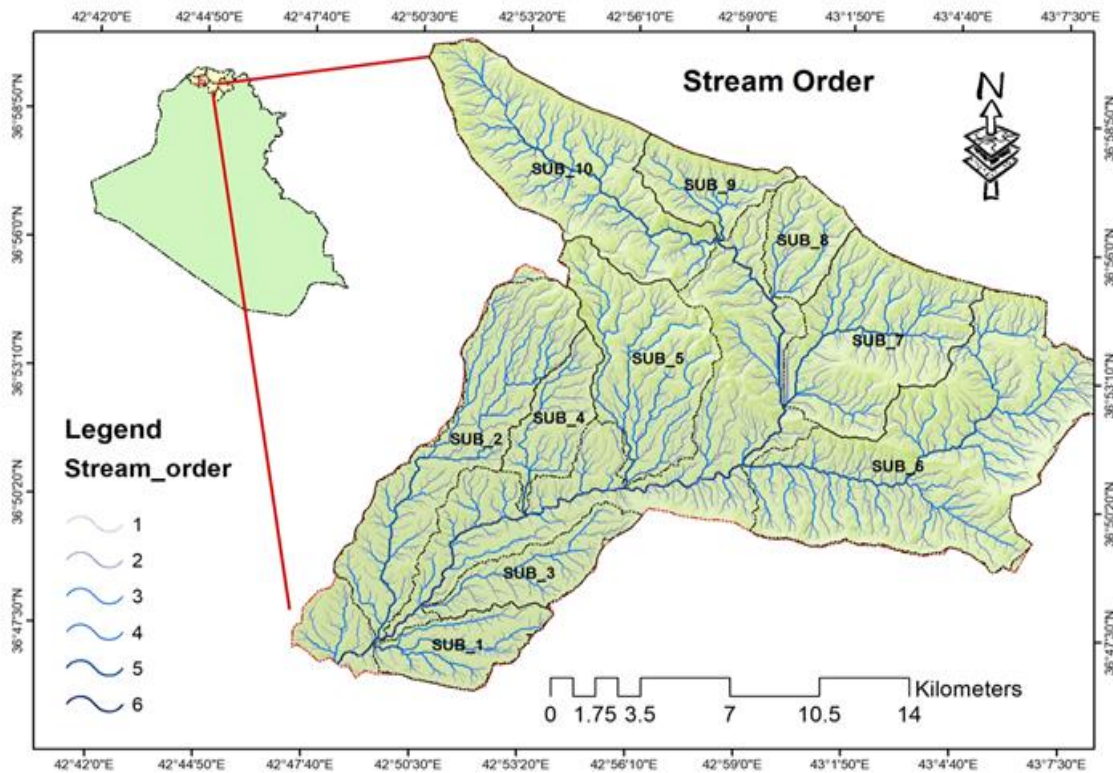 42°42'0"E 42°44'50"E 42°47'40"E 42°50'30"E 42°53'20"E 42°56'10"E 42°59'0"E 43°1'50"E 43°4'40"E 43°7'30"E
Stream Order
N
36°58'50"N
36°56'0"N
36°53'10"N
36°50'20"N
36°47'30"N
36°58'50"N
36°56'0"N
36°53'10"N
36°50'20"N
36°47'30"N
SUB_10
SUB_9
SUB_8
SUB_7
SUB_5
SUB_4
SUB_2
SUB_6
SUB_3
SUB_1
Legend
Stream_order
1
2
3
4
5
6
Kilometers
0 1.75 3.5 7 10.5 14
42°42'0"E 42°44'50"E 42°47'40"E 42°50'30"E 42°53'20"E 42°56'10"E 42°59'0"E 43°1'50"E 43°4'40"E 43°7'30"E